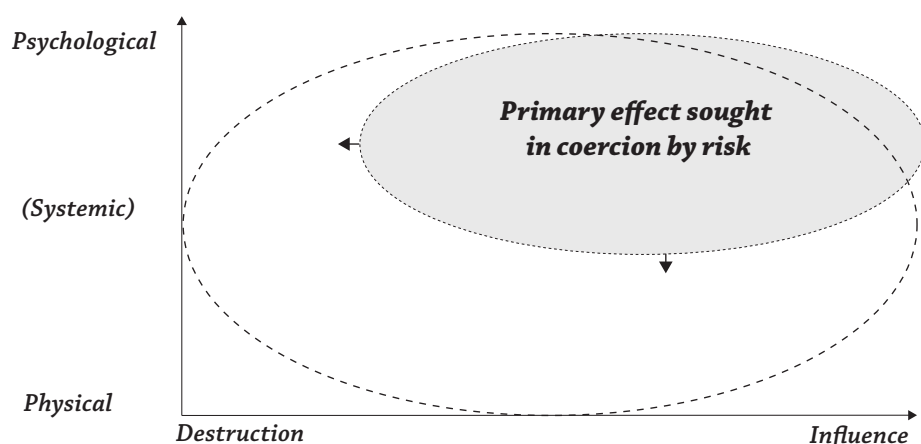 Psychological
Primary effect sought
in coercion by risk
(Systemic)
Physical
Destruction
Influence